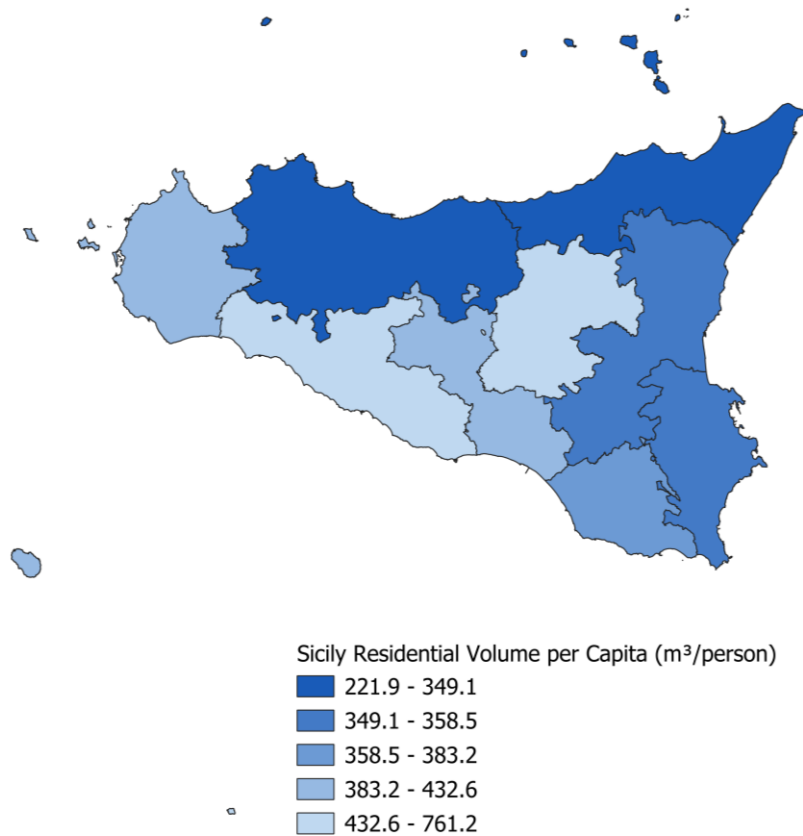 Sicily Residential Volume per Capita (m³/person)
221.9 - 349.1
349.1 - 358.5
358.5 - 383.2
383.2 - 432.6
432.6 - 761.2